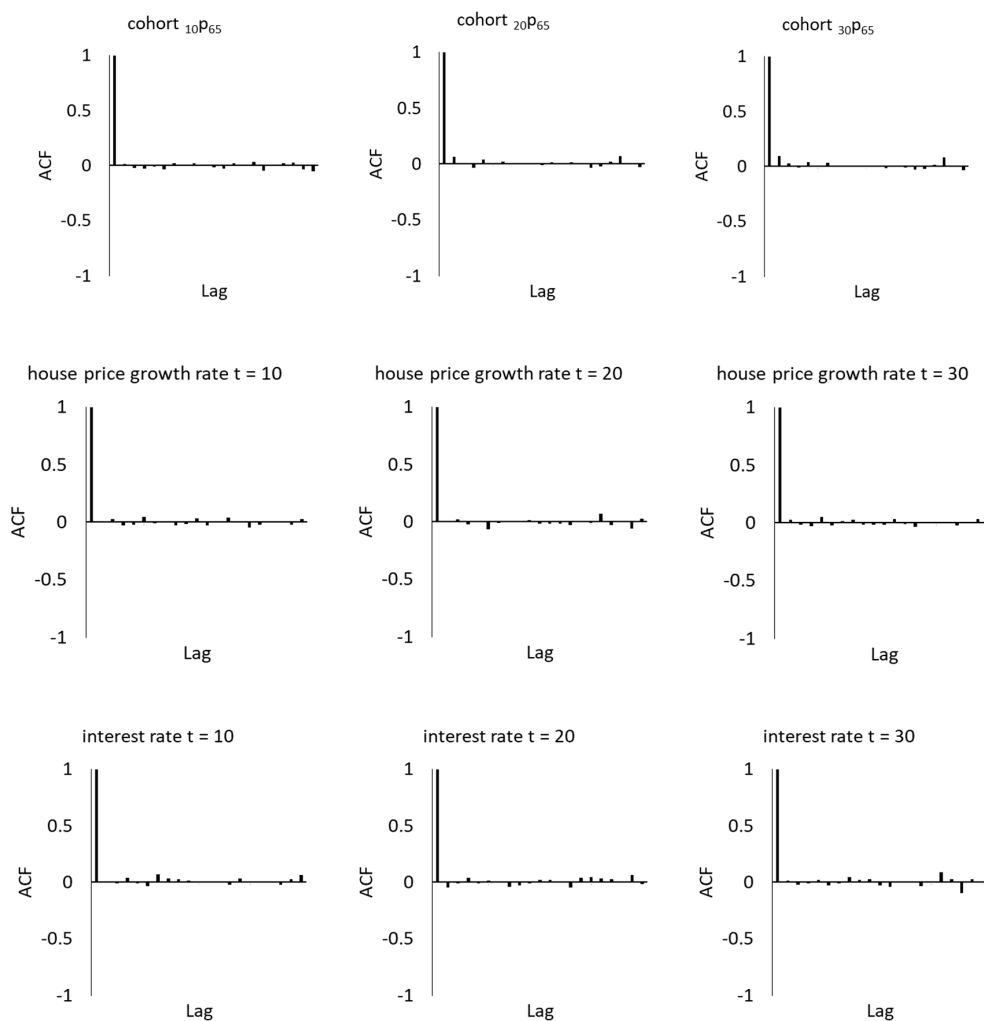 cohort ₁₀p₆₅
1
0.5
0
-0.5
-1
ACF
Lag
cohort ₂₀p₆₅
1
0.5
0
-0.5
-1
ACF
Lag
cohort ₃₀p₆₅
1
0.5
0
-0.5
-1
ACF
Lag
house price growth rate t = 10
1
0.5
0
-0.5
-1
ACF
Lag
house price growth rate t = 20
1
0.5
0
-0.5
-1
ACF
Lag
house price growth rate t = 30
1
0.5
0
-0.5
-1
ACF
Lag
interest rate t = 10
1
0.5
0
-0.5
-1
ACF
Lag
interest rate t = 20
1
0.5
0
-0.5
-1
ACF
Lag
interest rate t = 30
1
0.5
0
-0.5
-1
ACF
Lag